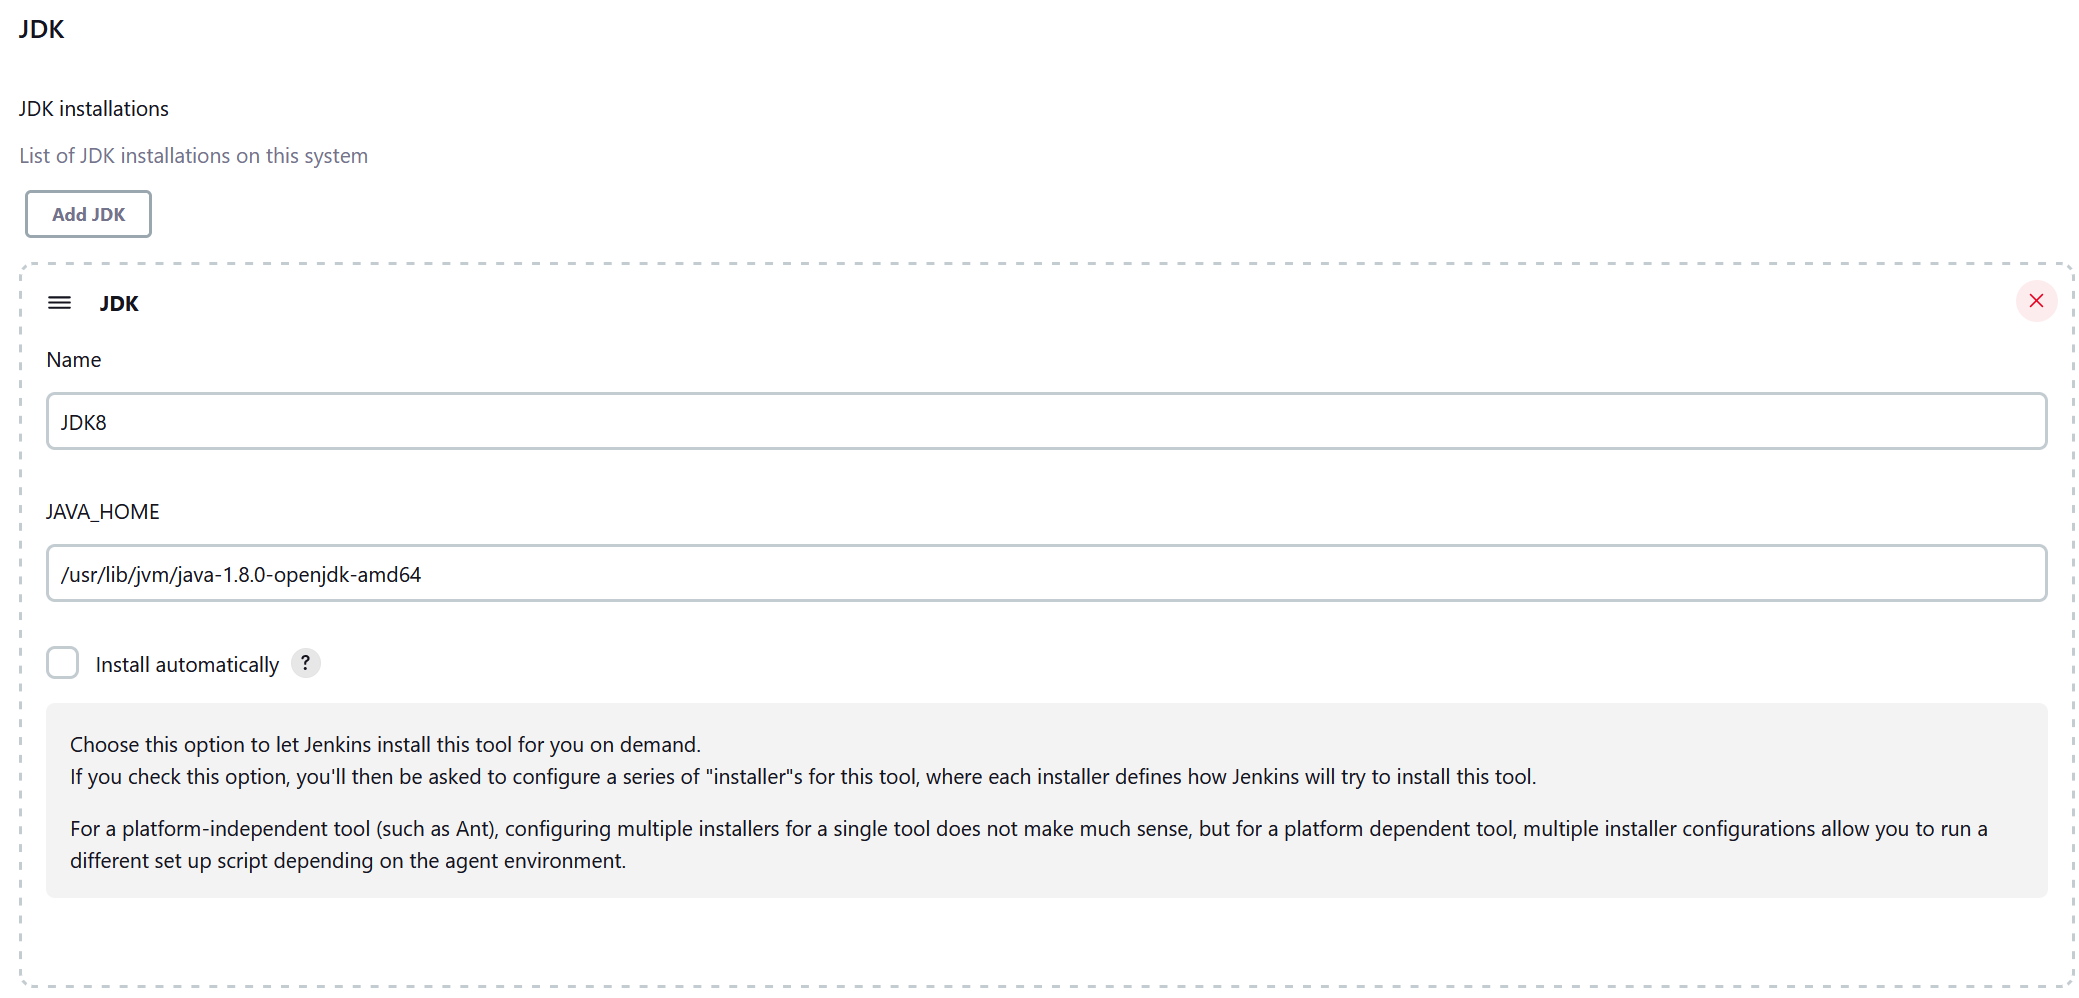 JDK
JDK installations
List of JDK installations on this system
Add JDK
JDK
Name
JDK8
JAVA_HOME
/usr/lib/jvm/java-1.8.0-openjdk-amd64
Install automatically ?
Choose this option to let Jenkins install this tool for you on demand.
If you check this option, you'll then be asked to configure a series of "installer"s for this tool, where each installer defines how Jenkins will try to install this tool.
For a platform-independent tool (such as Ant), configuring multiple installers for a single tool does not make much sense, but for a platform dependent tool, multiple installer configurations allow you to run a
different set up script depending on the agent environment.